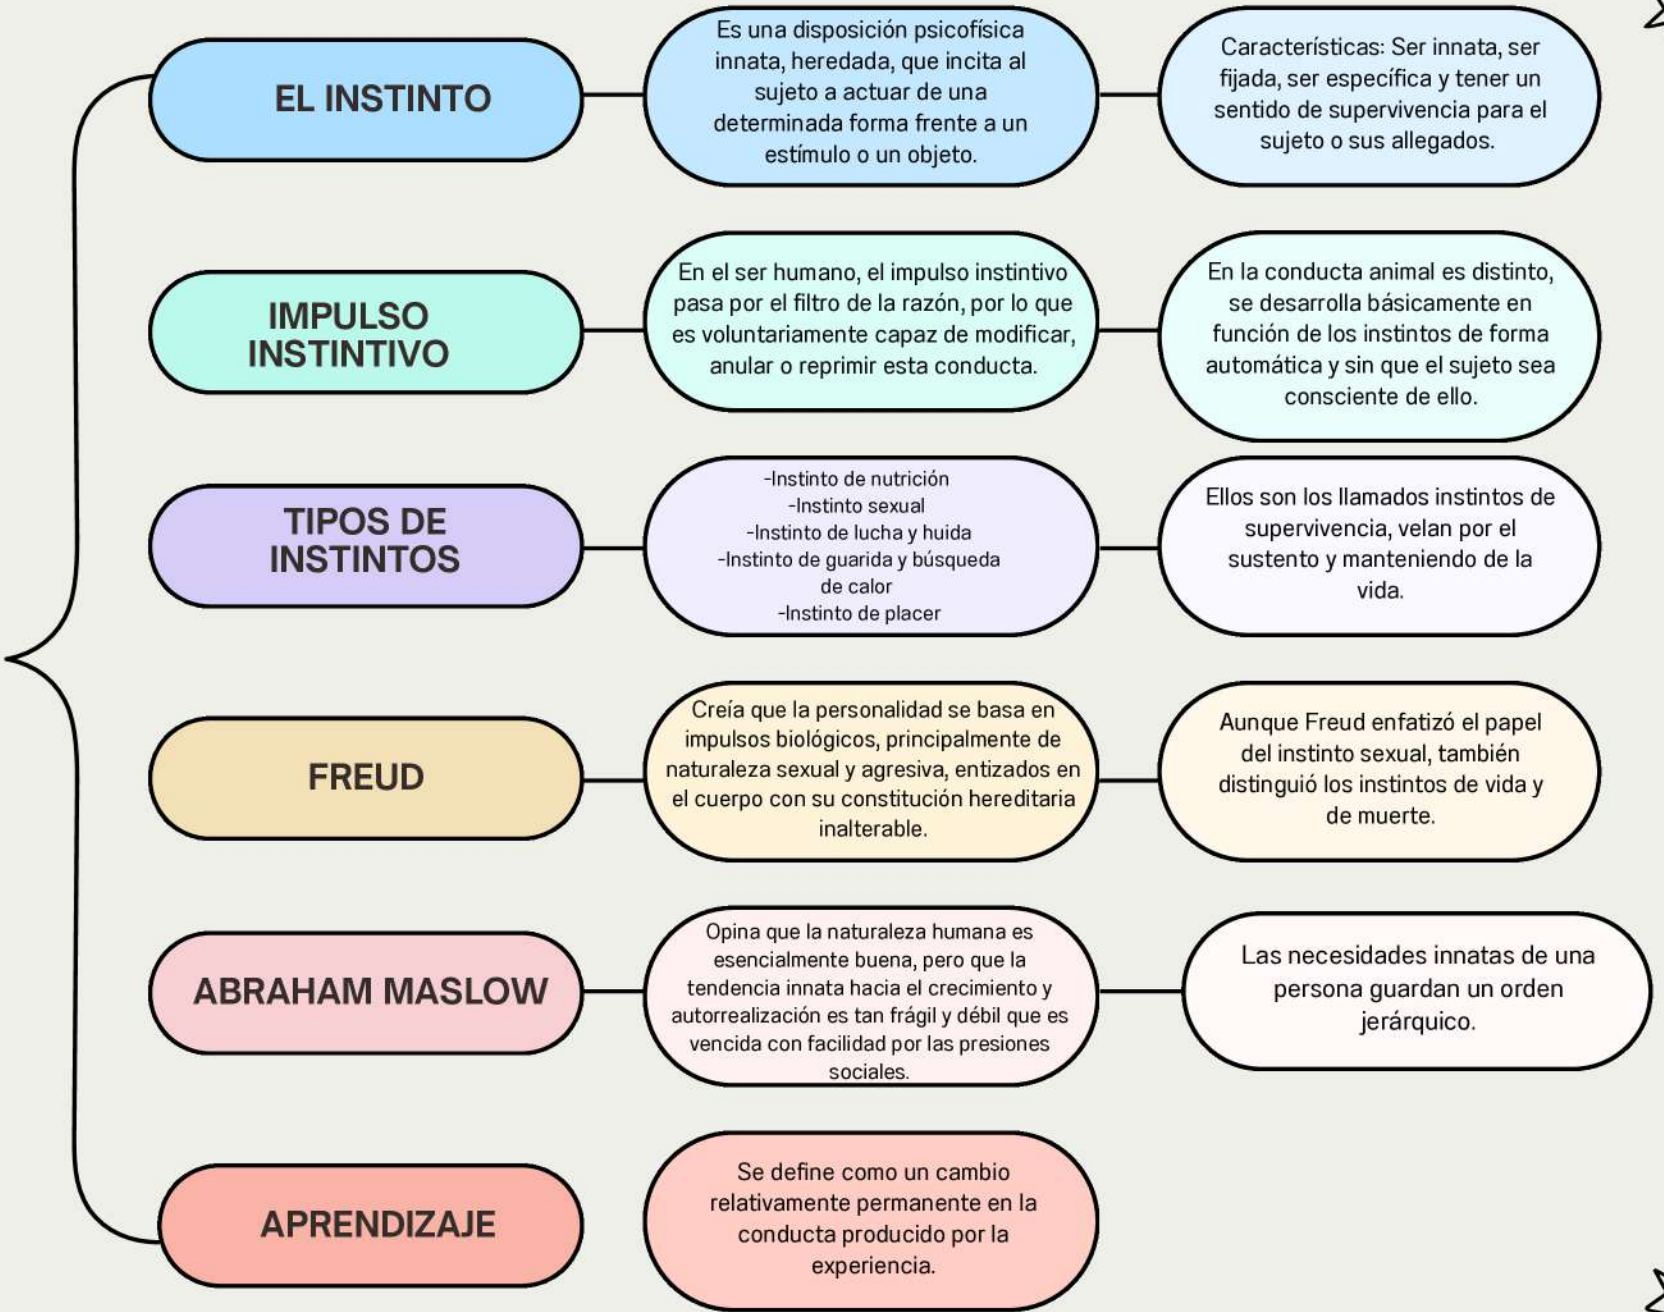 EL INSTINTO
Es una disposición psicofísica
innata, heredada, que incita al
sujeto a actuar de una
determinada forma frente a un
estímulo o un objeto.
Características: Ser innata, ser
fijada, ser específica y tener un
sentido de supervivencia para el
sujeto o sus allegados.
IMPULSO
INSTINTIVO
En el ser humano, el impulso instintivo
pasa por el filtro de la razón, por lo que
es voluntariamente capaz de modificar,
anular o reprimir esta conducta.
En la conducta animal es distinto,
se desarrolla básicamente en
función de los instintos de forma
automática y sin que el sujeto sea
consciente de ello.
TIPOS DE
INSTINTOS
-Instinto de nutrición
-Instinto sexual
-Instinto de lucha y huida
-Instinto de guarida y búsqueda
de calor
-Instinto de placer
Ellos son los llamados instintos de
supervivencia, velan por el
sustento y manteniendo de la
vida.
FREUD
Creía que la personalidad se basa en
impulsos biológicos, principalmente de
naturaleza sexual y agresiva, entizados en
el cuerpo con su constitución hereditaria
inalterable.
Aunque Freud enfatizó el papel
del instinto sexual, también
distinguió los instintos de vida y
de muerte.
ABRAHAM MASLOW
Opina que la naturaleza humana es
esencialmente buena, pero que la
tendencia innata hacia el crecimiento y
autorrealización es tan frágil y débil que es
vencida con facilidad por las presiones
sociales.
Las necesidades innatas de una
persona guardan un orden
jerárquico.
APRENDIZAJE
Se define como un cambio
relativamente permanente en la
conducta producido por la
experiencia.